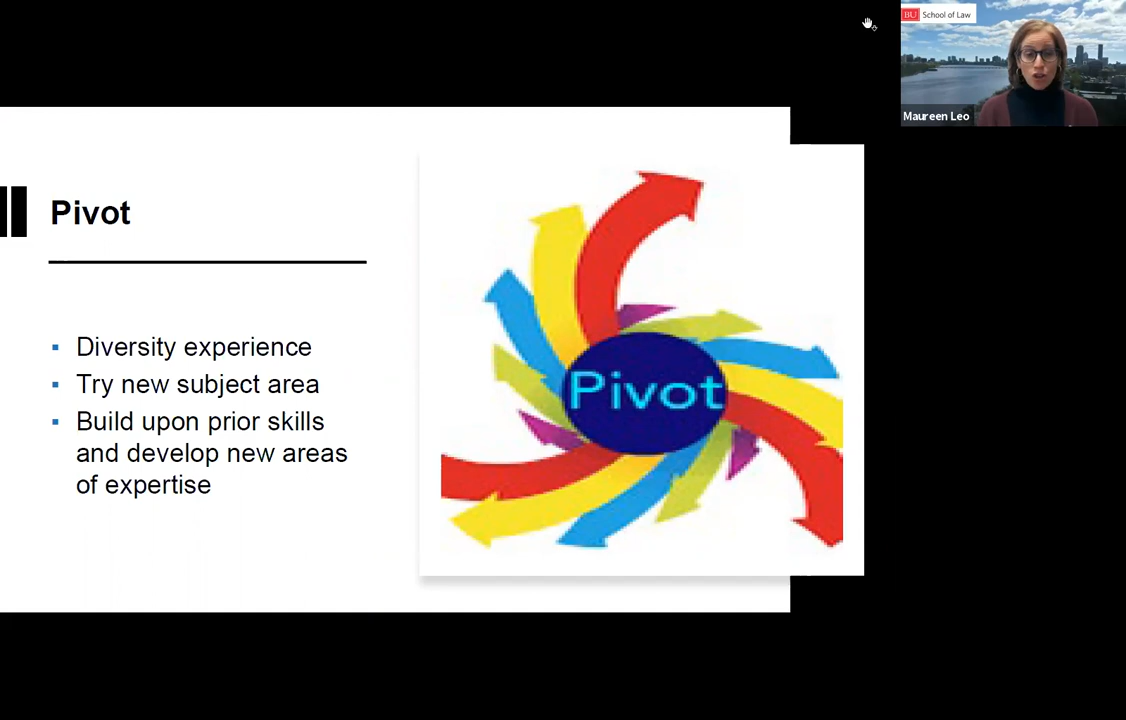 BU School of Law
Maureen Leo
Pivot
Diversity experience
Try new subject area
Build upon prior skills
and develop new areas
of expertise
Pivot